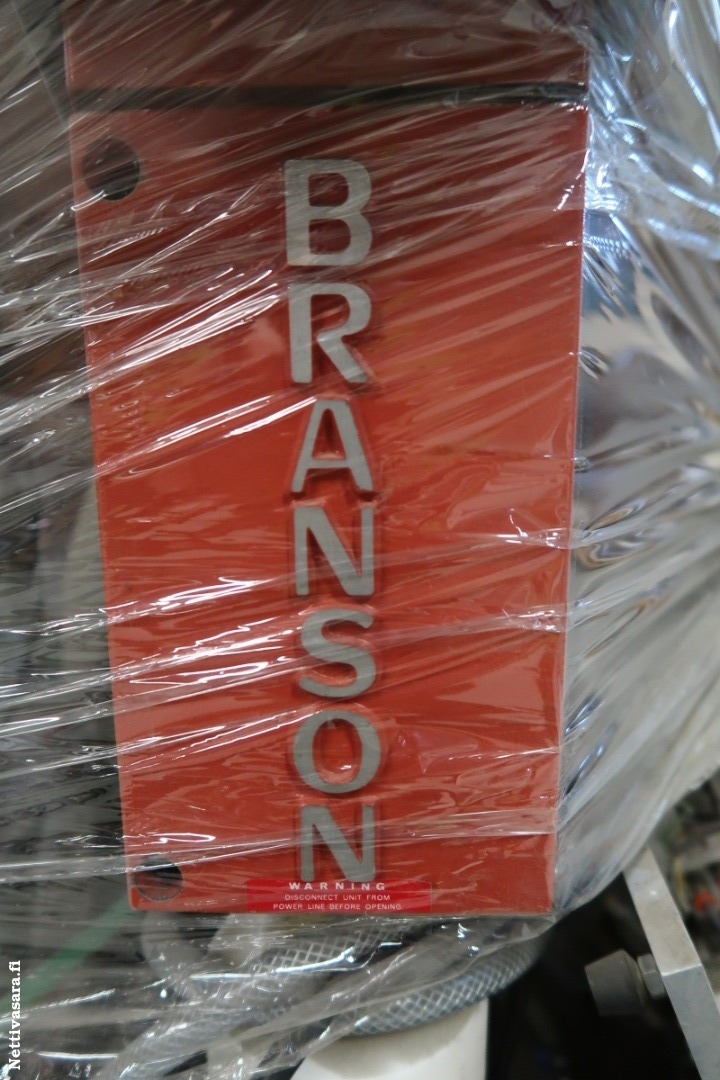 BRANSON
WARNING
DISCONNECT UNIT FROM
POWER LINE BEFORE OPENING
Nettivasara.fi